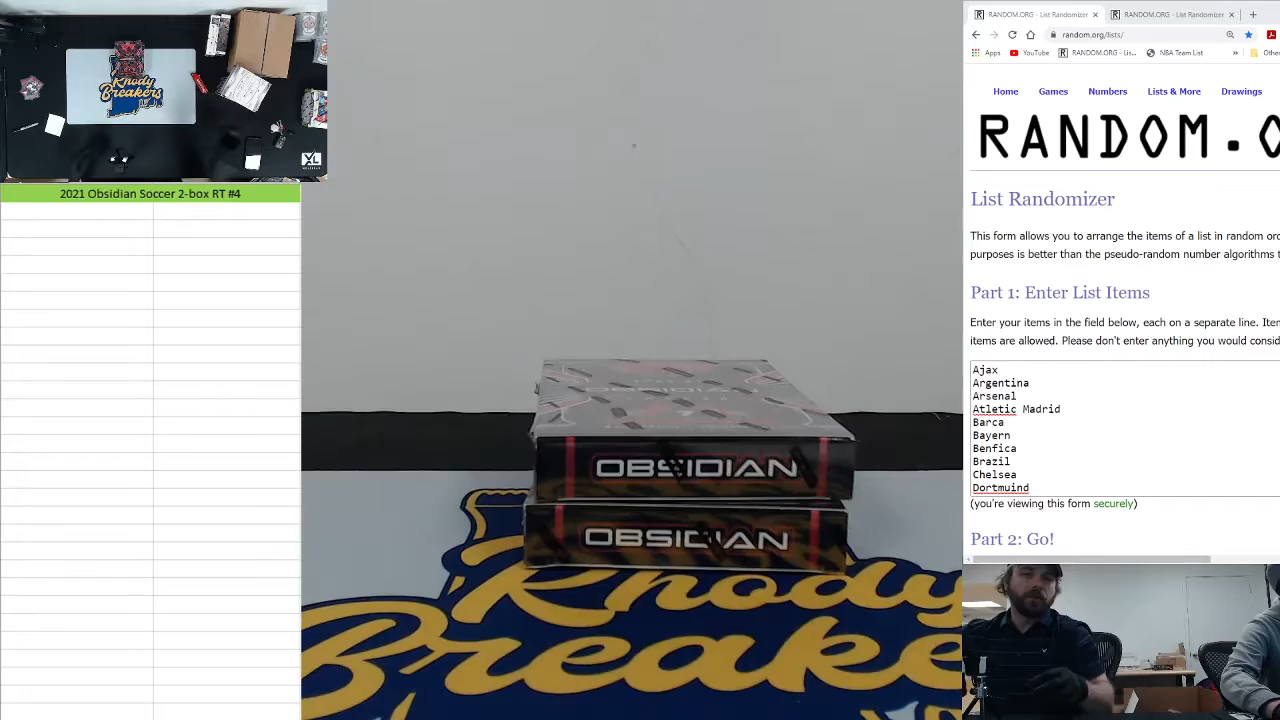 Knody
Breakers
XL
2021 Obsidian Soccer 2-box RT #4
OBSIDIAN
OBSIDIAN
OBSIDIAN
Knody
Breake
RANDOM.ORG - List Randomizer
RANDOM.ORG - List Randomizer
random.org/lists/
Apps YouTube RANDOM.ORG - Lis... NBA Team List » Othe
Home Games Numbers Lists & More Drawings
RANDOM.O
List Randomizer
This form allows you to arrange the items of a list in random ord
purposes is better than the pseudo-random number algorithms t
Part 1: Enter List Items
Enter your items in the field below, each on a separate line. Iter
items are allowed. Please don't enter anything you would consid
Ajax
Argentina
Arsenal
Atletic Madrid
Barca
Bayern
Benfica
Brazil
Chelsea
Dortmuind
(you're viewing this form securely)
Part 2: Go!